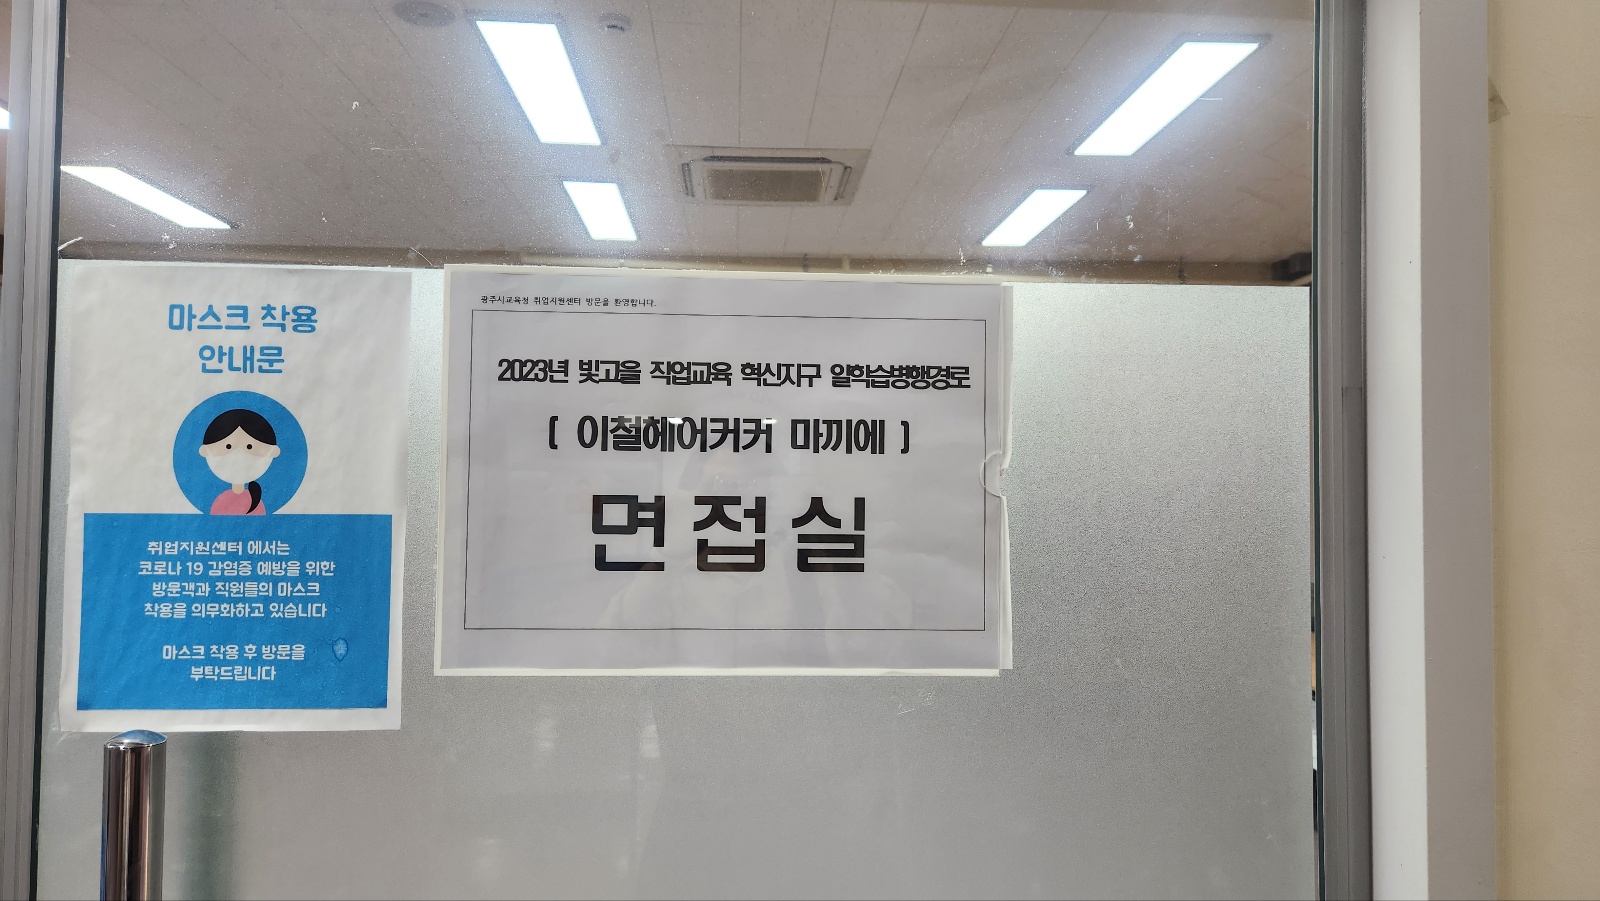 마스크 착용
안내문
취업지원센터 에서는
코로나 19 감염증 예방을 위한
방문객과 직원들의 마스크
착용을 의무화하고 있습니다
마스크 착용 후 방문을
부탁드립니다
광주시교육청 취업지원센터 방문을 환영합니다.
2023년 빛고을 직업교육 혁신지구 일학습병행경로
( 이철헤어커커 마끼에 )
면접실